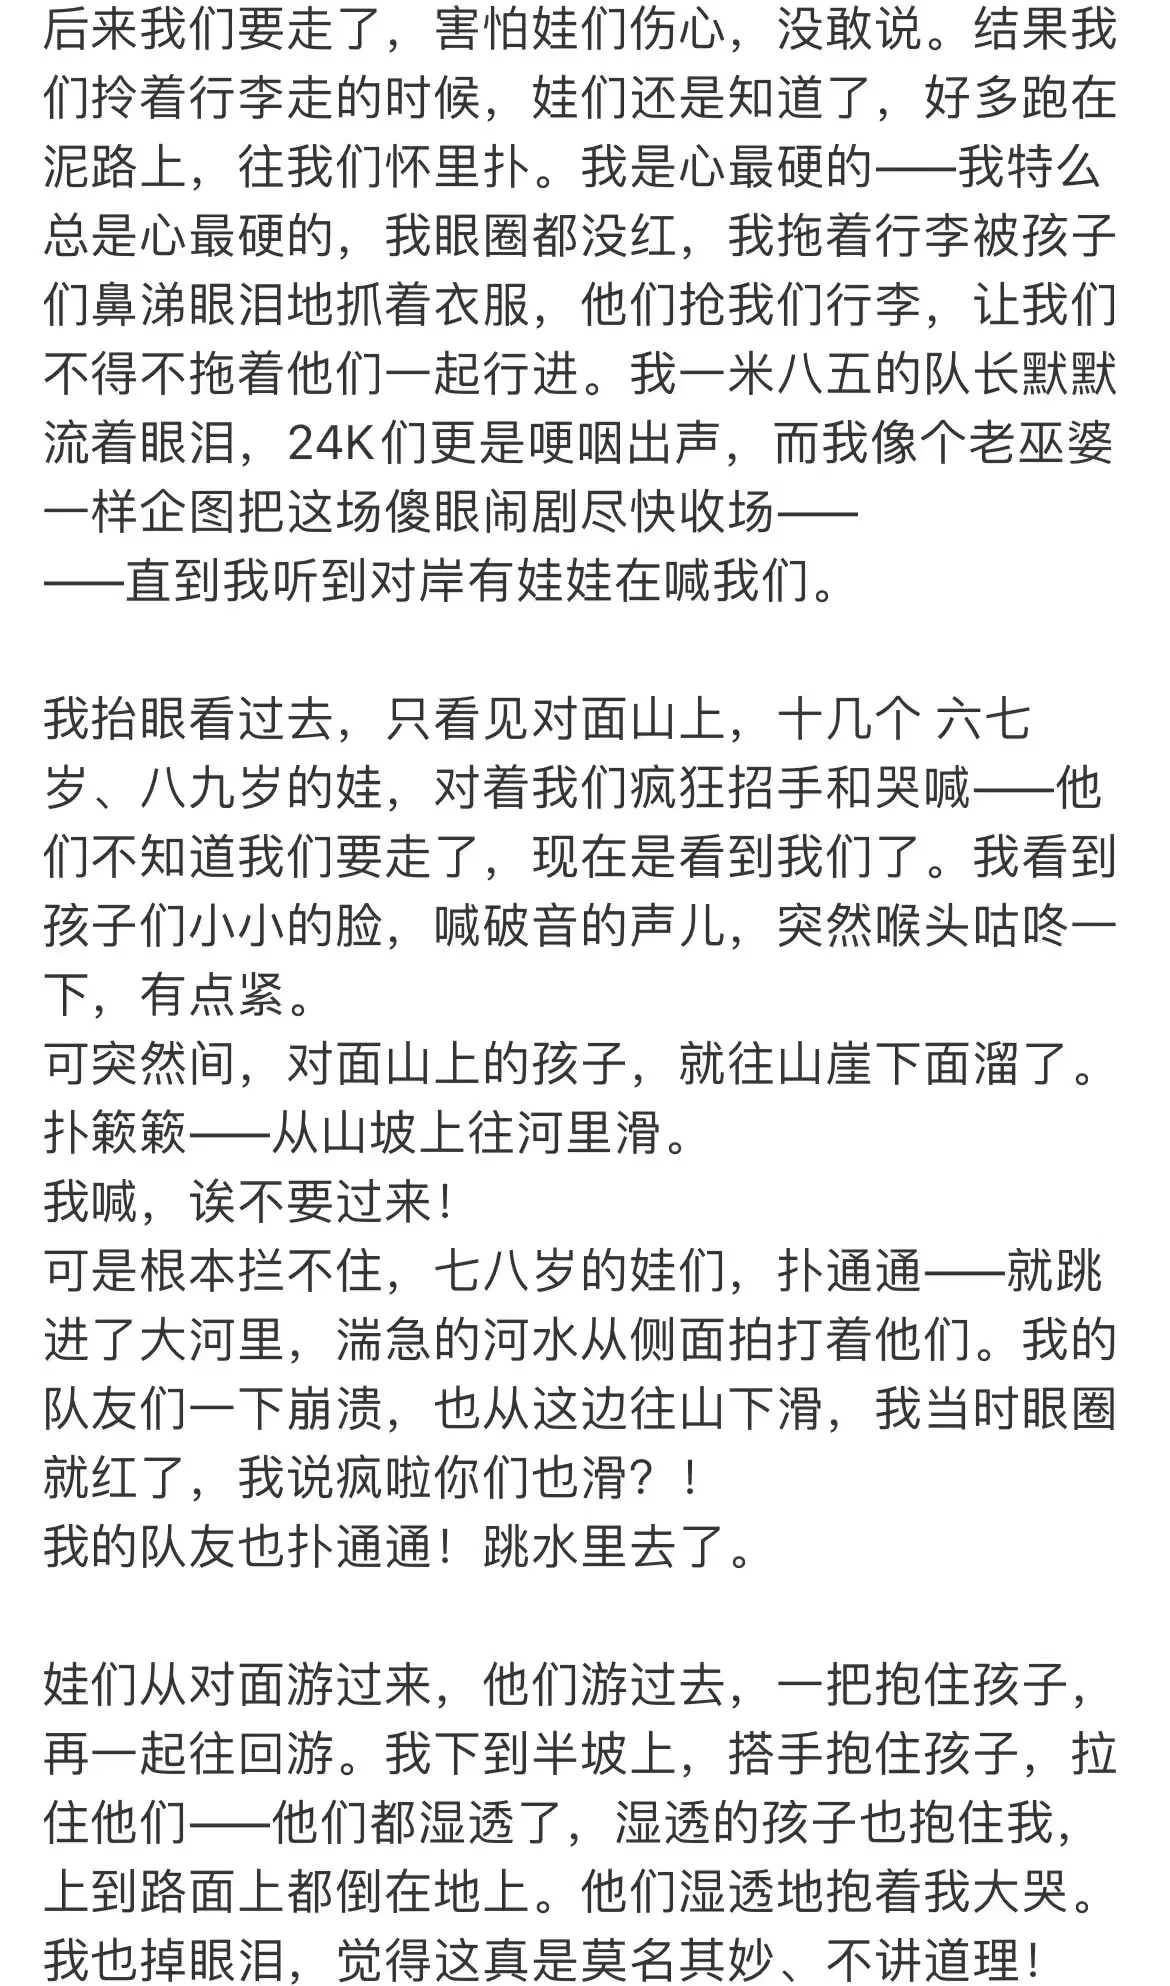 后来我们要走了，害怕娃们伤心，没敢说。结果我
们拎着行李走的时候，娃们还是知道了，好多跑在
泥路上，往我们怀里扑。我是心最硬的——我特么
总是心最硬的，我眼圈都没红，我拖着行李被孩子
们鼻涕眼泪地抓着衣服，他们抢我们行李，让我们
不得不拖着他们一起行进。我一米八五的队长默默
流着眼泪，24K们更是哽咽出声，而我像个老巫婆
一样企图把这场傻眼闹剧尽快收场——
——直到我听到对岸有娃娃在喊我们。
我抬眼看过去，只看见对面山上，十几个 六七
岁、八九岁的娃，对着我们疯狂招手和哭喊——他
们不知道我们要走了，现在是看到我们了。我看到
孩子们小小的脸，喊破音的声儿，突然喉头咕咚一
下，有点紧。
可突然间，对面山上的孩子，就往山崖下面溜了。
扑簌簌——从山坡上往河里滑。
我喊，诶不要过来！
可是根本拦不住，七八岁的娃们，扑通通——就跳
进了大河里，湍急的河水从侧面拍打着他们。我的
队友们一下崩溃，也从这边往山下滑，我当时眼圈
就红了，我说疯啦你们也滑？！
我的队友也扑通通！跳水里去了。
娃们从对面游过来，他们游过去，一把抱住孩子，
再一起往回游。我下到半坡上，搭手抱住孩子，拉
住他们——他们都湿透了，湿透的孩子也抱住我，
上到路面上都倒在地上。他们湿透地抱着我大哭。
我也掉眼泪，觉得这真是莫名其妙、不讲道理！